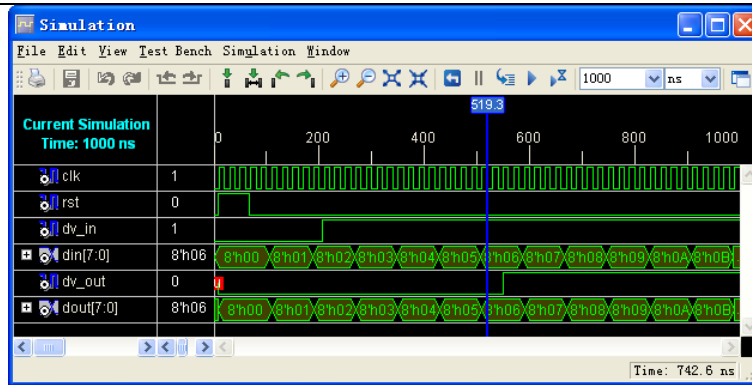 Simulation
File Edit View Test Bench Simulation Window
1000 ns
519.3
Current Simulation
Time: 1000 ns
0 200 400 600 800 1000
clk 1
rst 0
dv_in 1
din[7:0] 8'h06 8'h00 8'h01 8'h02 8'h03 8'h04 8'h05 8'h06 8'h07 8'h08 8'h09 8'h0A 8'h0B
dv_out 0 u
dout[7:0] 8'h06 8'h00 8'h01 8'h02 8'h03 8'h04 8'h05 8'h06 8'h07 8'h08 8'h09 8'h0A 8'h0B
Time: 742.6 ns